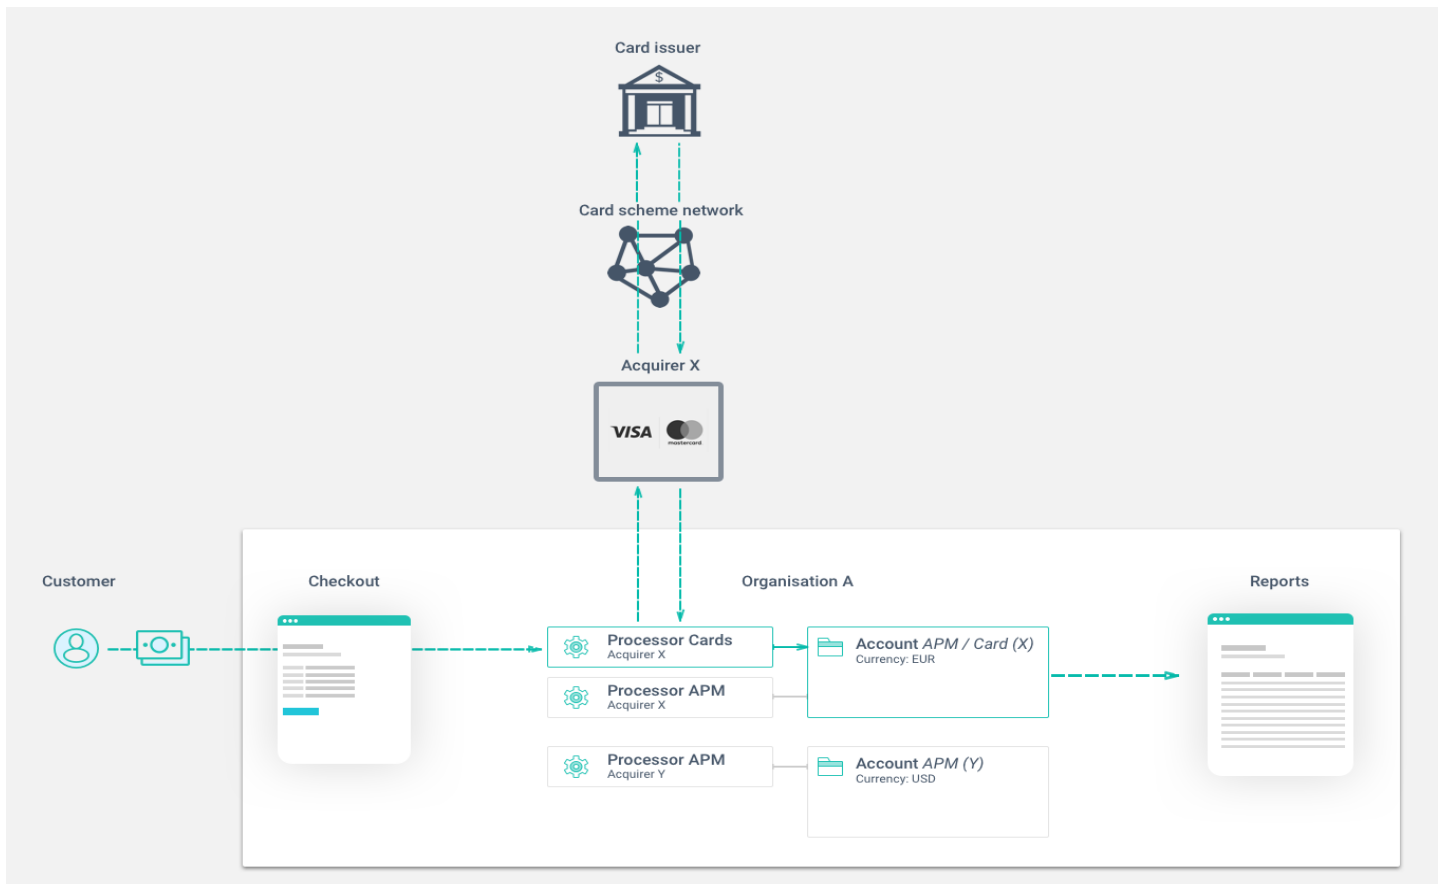 Card issuer
$
Card scheme network
Acquirer X
VISA
mastercard
Customer
Checkout
Organisation A
Reports
Processor Cards
Acquirer X
Account APM / Card (X)
Currency: EUR
Processor APM
Acquirer X
Processor APM
Acquirer Y
Account APM (Y)
Currency: USD